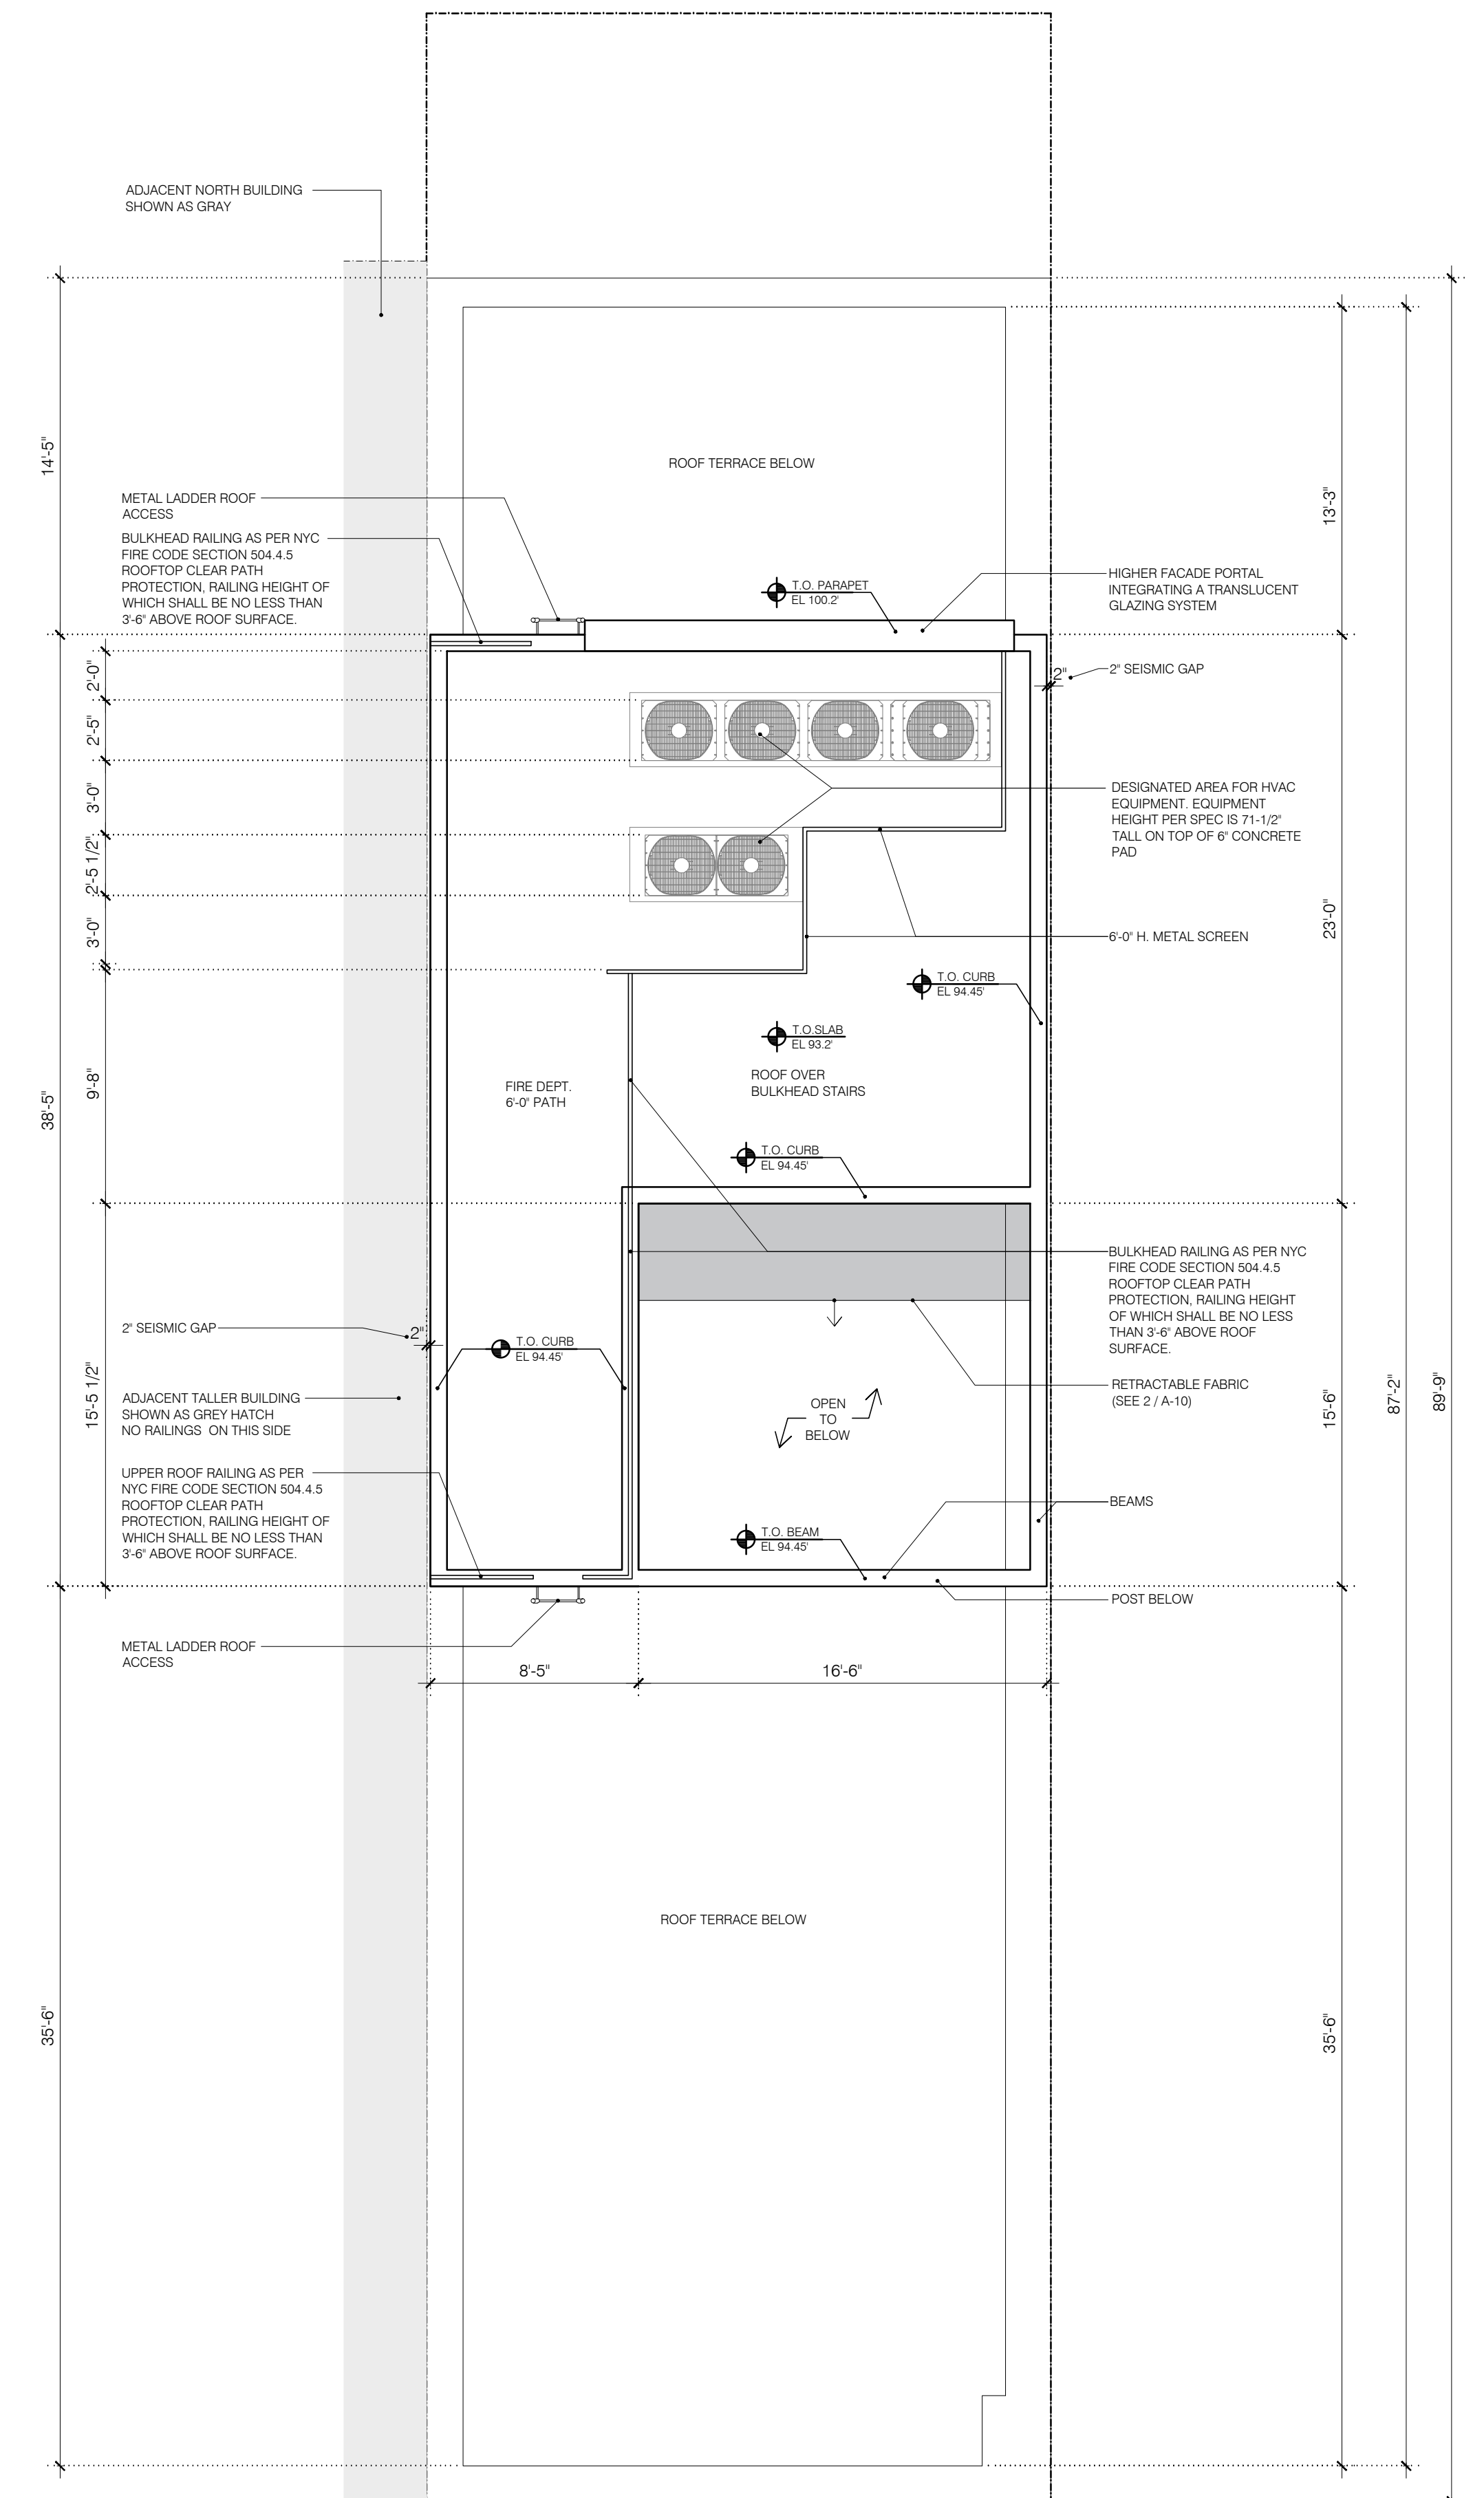 ADJACENT NORTH BUILDING
SHOWN AS GRAY
14'-5"
ROOF TERRACE BELOW
13'-3"
METAL LADDER ROOF
ACCESS
BULKHEAD RAILING AS PER NYC
FIRE CODE SECTION 504.4.5
ROOFTOP CLEAR PATH
PROTECTION, RAILING HEIGHT OF
WHICH SHALL BE NO LESS THAN
3'-6" ABOVE ROOF SURFACE.
T.O. PARAPET
EL 100.2'
HIGHER FACADE PORTAL
INTEGRATING A TRANSLUCENT
GLAZING SYSTEM
2"
2" SEISMIC GAP
2'-0"
2'-5"
3'-0"
2'-5 1/2"
3'-0"
DESIGNATED AREA FOR HVAC
EQUIPMENT. EQUIPMENT
HEIGHT PER SPEC IS 71-1/2"
TALL ON TOP OF 6" CONCRETE
PAD
6'-0" H. METAL SCREEN
23'-0"
T.O. CURB
EL 94.45'
T.O.SLAB
EL 93.2'
ROOF OVER
BULKHEAD STAIRS
FIRE DEPT.
6'-0" PATH
9'-8"
38'-5"
T.O. CURB
EL 94.45'
BULKHEAD RAILING AS PER NYC
FIRE CODE SECTION 504.4.5
ROOFTOP CLEAR PATH
PROTECTION, RAILING HEIGHT
OF WHICH SHALL BE NO LESS
THAN 3'-6" ABOVE ROOF
SURFACE.
2" SEISMIC GAP
2"
T.O. CURB
EL 94.45'
RETRACTABLE FABRIC
(SEE 2 / A-10)
15'-5 1/2"
ADJACENT TALLER BUILDING
SHOWN AS GREY HATCH
NO RAILINGS ON THIS SIDE
OPEN
TO
BELOW
15'-6"
87'-2"
89'-9"
UPPER ROOF RAILING AS PER
NYC FIRE CODE SECTION 504.4.5
ROOFTOP CLEAR PATH
PROTECTION, RAILING HEIGHT OF
WHICH SHALL BE NO LESS THAN
3'-6" ABOVE ROOF SURFACE.
BEAMS
T.O. BEAM
EL 94.45'
POST BELOW
METAL LADDER ROOF
ACCESS
8'-5"
16'-6"
ROOF TERRACE BELOW
35'-6"
35'-6"